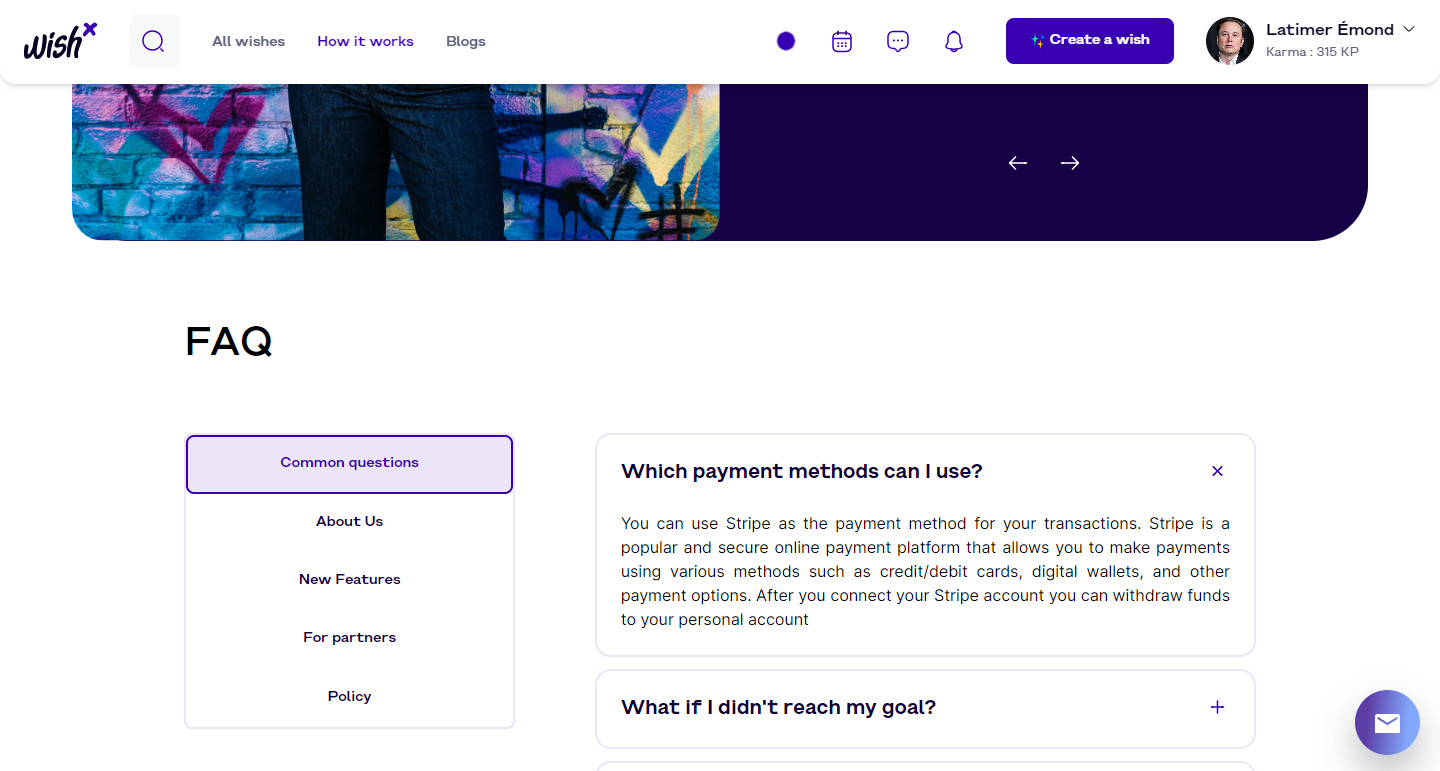 wish
All wishes
How it works
Blogs
Create a wish
Latimer Émond
Karma : 315 KP
FAQ
Common questions
About Us
New Features
For partners
Policy
Which payment methods can I use?
You can use Stripe as the payment method for your transactions. Stripe is a
popular and secure online payment platform that allows you to make payments
using various methods such as credit/debit cards, digital wallets, and other
payment options. After you connect your Stripe account you can withdraw funds
to your personal account
What if I didn't reach my goal?